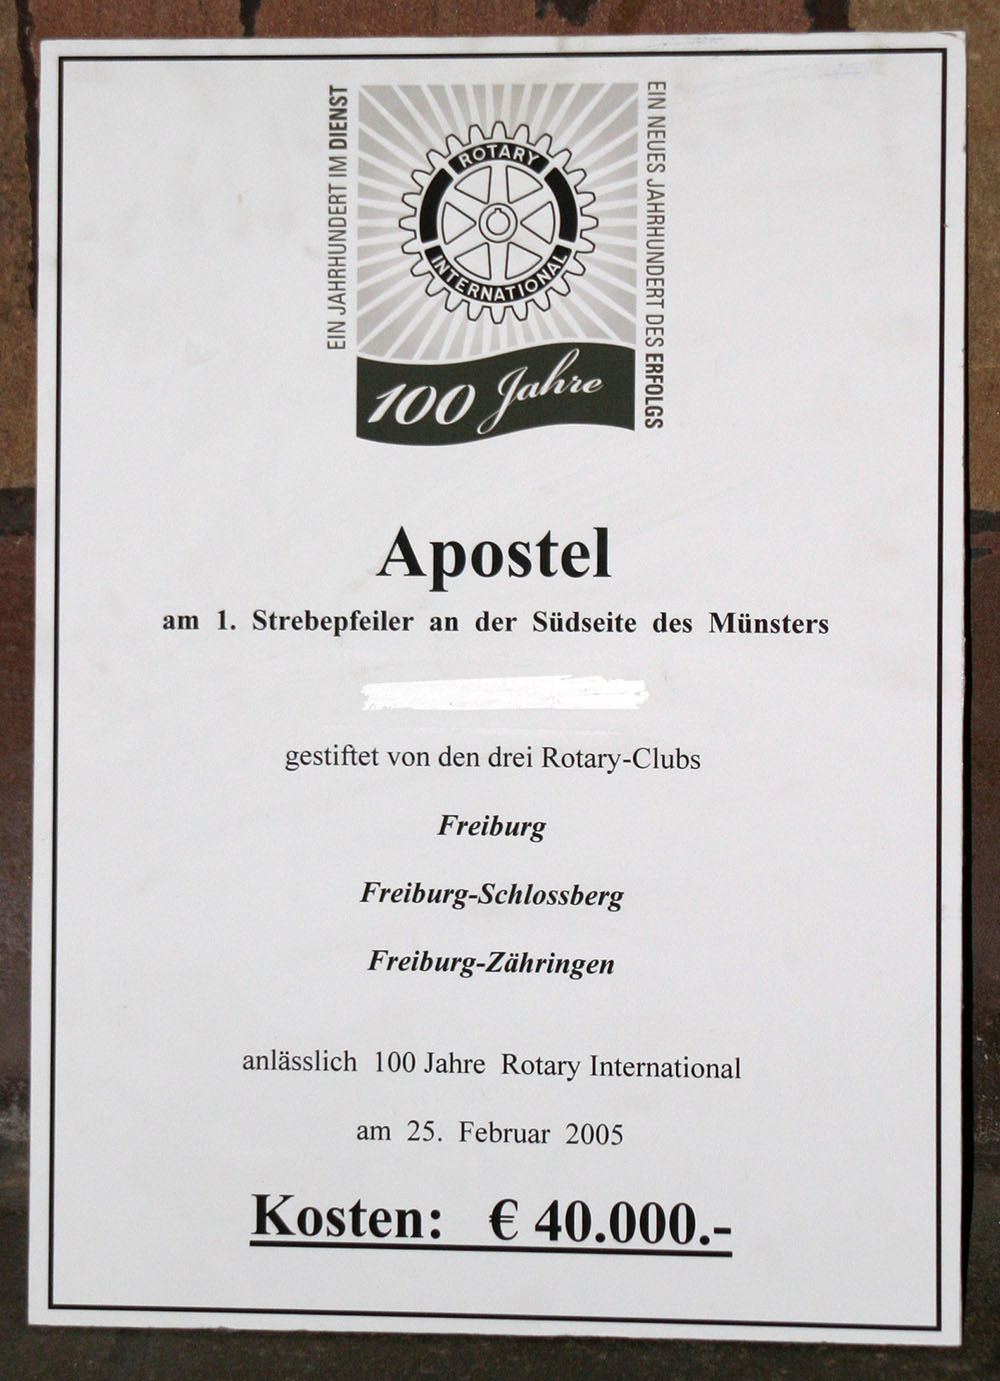 EIN JAHRHUNDERT IM DIENST
EIN NEUES JAHRHUNDERT DES ERFOLGS
ROTARY
INTERNATIONAL
100 Jahre
Apostel
am 1. Strebepfeiler an der Südseite des Münsters
gestiftet von den drei Rotary-Clubs
Freiburg
Freiburg-Schlossberg
Freiburg-Zähringen
anlässlich 100 Jahre Rotary International
am 25. Februar 2005
Kosten: € 40.000.-